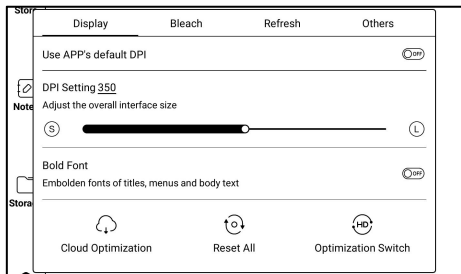 Stor
Display Bleach Refresh Others
Use APP's default DPI OFF
DPI Setting 350
Note
Adjust the overall interface size
S L
Bold Font
OFF
Embolden fonts of titles, menus and body text
Stora
HD
Cloud Optimization Reset All Optimization Switch